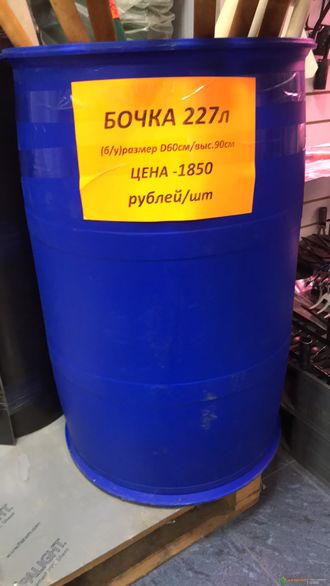 БОЧКА 227л
(б/у)размер D60см/выс.90см
ЦЕНА -1850
рублей/шт